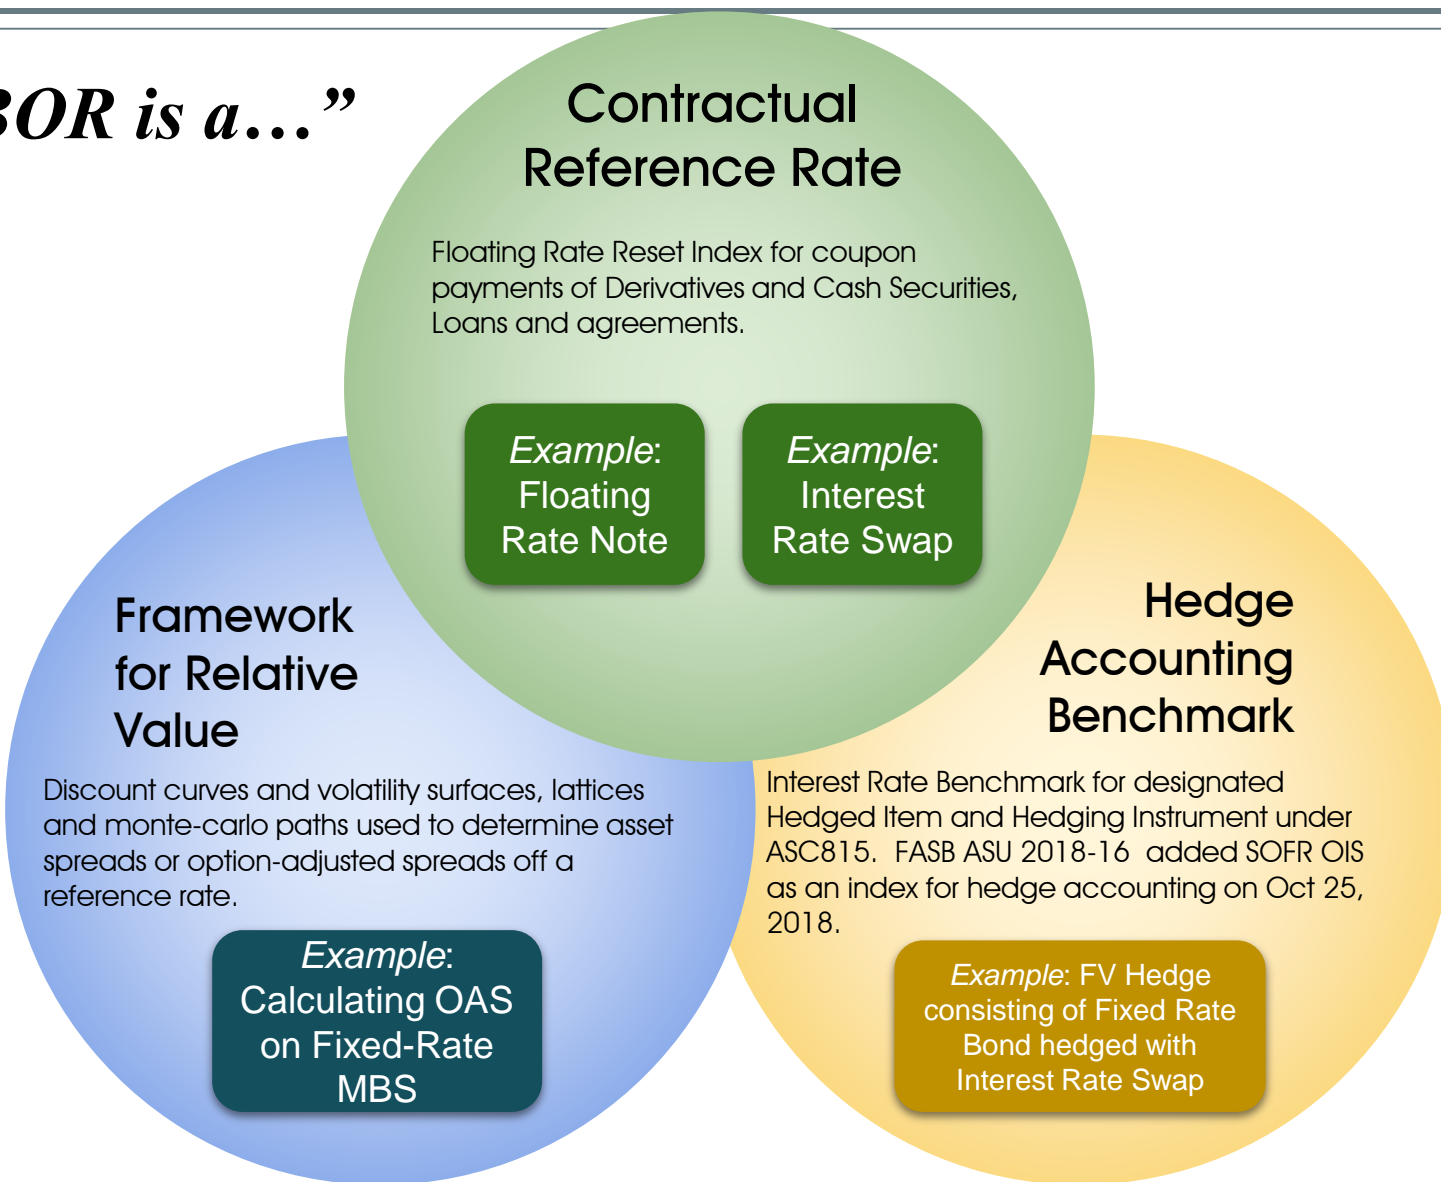 BOR is a…”
Contractual
Reference Rate
Floating Rate Reset Index for coupon
payments of Derivatives and Cash Securities,
Loans and agreements.
Example:
Floating
Rate Note
Example:
Interest
Rate Swap
Framework
for Relative
Value
Discount curves and volatility surfaces, lattices
and monte-carlo paths used to determine asset
spreads or option-adjusted spreads off a
reference rate.
Example:
Calculating OAS
on Fixed-Rate
MBS
Hedge
Accounting
Benchmark
Interest Rate Benchmark for designated
Hedged Item and Hedging Instrument under
ASC815.  FASB ASU 2018-16  added SOFR OIS
as an index for hedge accounting on Oct 25,
2018.
Example: FV Hedge
consisting of Fixed Rate
Bond hedged with
Interest Rate Swap